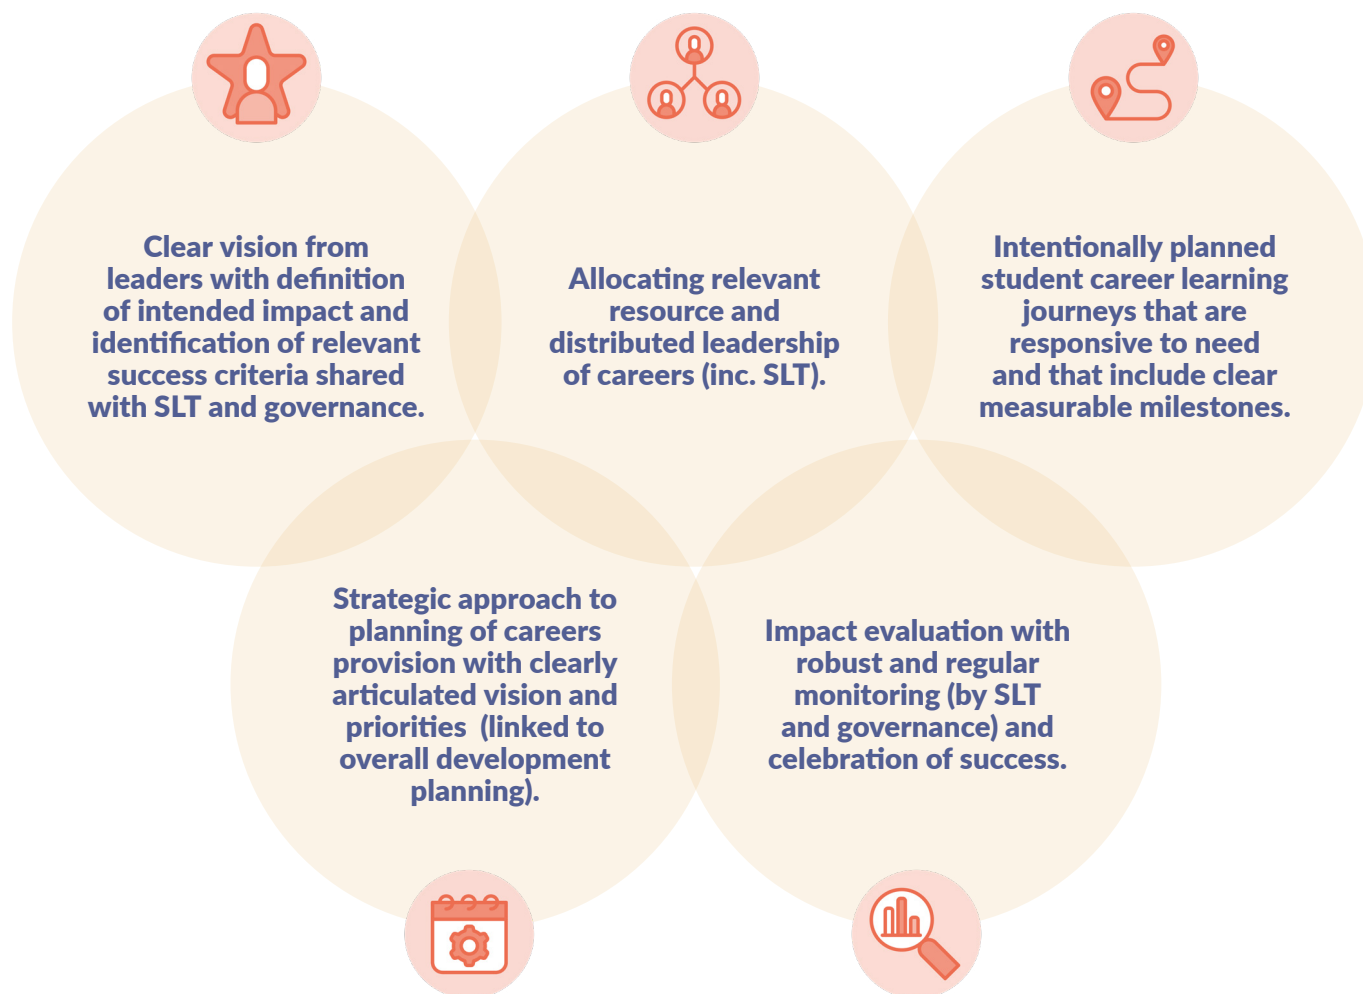 Clear vision from
leaders with definition
of intended impact and
identification of relevant
success criteria shared
with SLT and governance.
Allocating relevant
resource and
distributed leadership
of careers (inc. SLT).
Intentionally planned
student career learning
journeys that are
responsive to need
and that include clear
measurable milestones.
Strategic approach to
planning of careers
provision with clearly
articulated vision and
priorities  (linked to
overall development
planning).
Impact evaluation with
robust and regular
monitoring (by SLT
and governance) and
celebration of success.